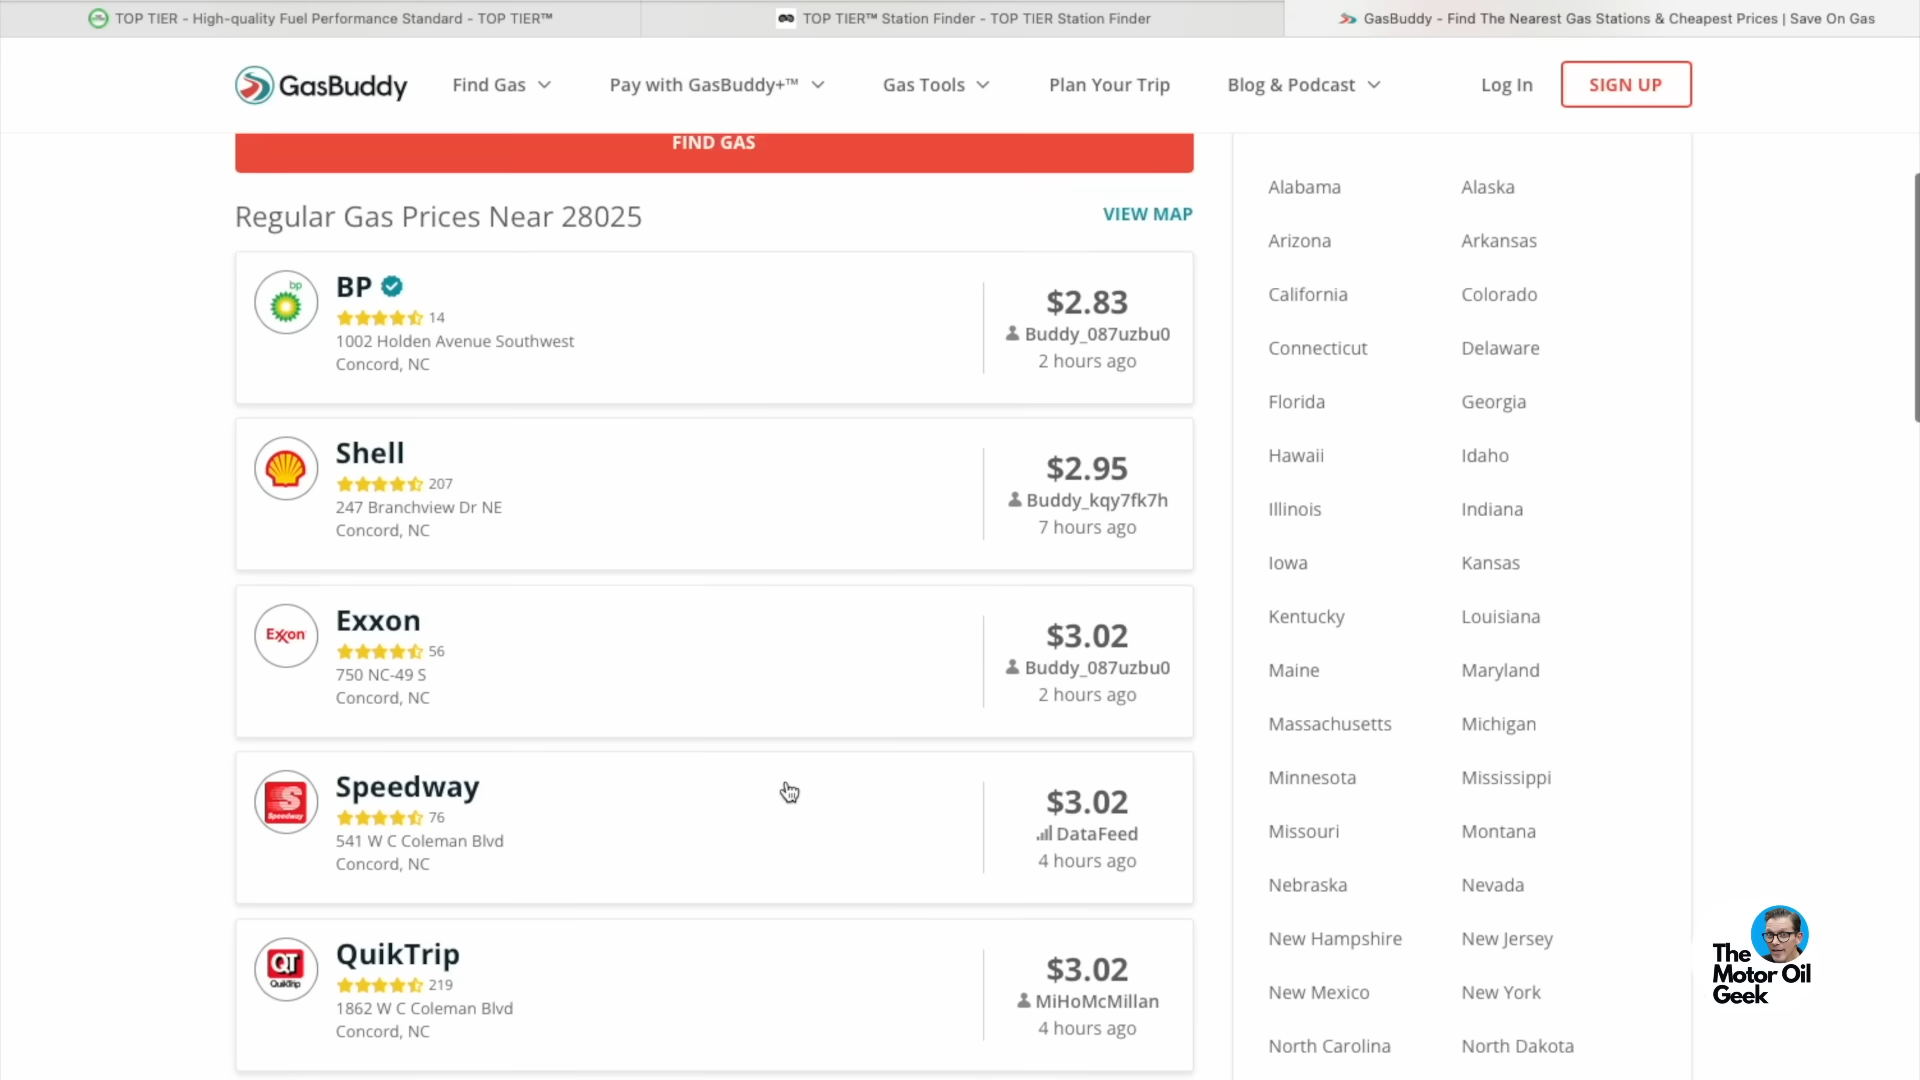 TOP TIER - High-quality Fuel Performance Standard - TOP TIER™
TOP TIER™ Station Finder - TOP TIER Station Finder
GasBuddy - Find The Nearest Gas Stations & Cheapest Prices | Save On Gas
GasBuddy
Find Gas
Pay with GasBuddy+™
Gas Tools
Plan Your Trip
Blog & Podcast
Log In
SIGN UP
FIND GAS
Regular Gas Prices Near 28025
VIEW MAP
bp
BP
14
1002 Holden Avenue Southwest
Concord, NC
$2.83
Buddy_087uzbu0
2 hours ago
Shell
207
247 Branchview Dr NE
Concord, NC
$2.95
Buddy_kqy7fk7h
7 hours ago
Exxon
Exxon
56
750 NC-49 S
Concord, NC
$3.02
Buddy_087uzbu0
2 hours ago
S
Speedway
Speedway
76
541 W C Coleman Blvd
Concord, NC
$3.02
DataFeed
4 hours ago
QT
QuikTrip
QuikTrip
219
1862 W C Coleman Blvd
Concord, NC
$3.02
MiHoMcMillan
4 hours ago
Alabama
Alaska
Arizona
Arkansas
California
Colorado
Connecticut
Delaware
Florida
Georgia
Hawaii
Idaho
Illinois
Indiana
Iowa
Kansas
Kentucky
Louisiana
Maine
Maryland
Massachusetts
Michigan
Minnesota
Mississippi
Missouri
Montana
Nebraska
Nevada
New Hampshire
New Jersey
New Mexico
New York
North Carolina
North Dakota
The
Motor Oil
Geek